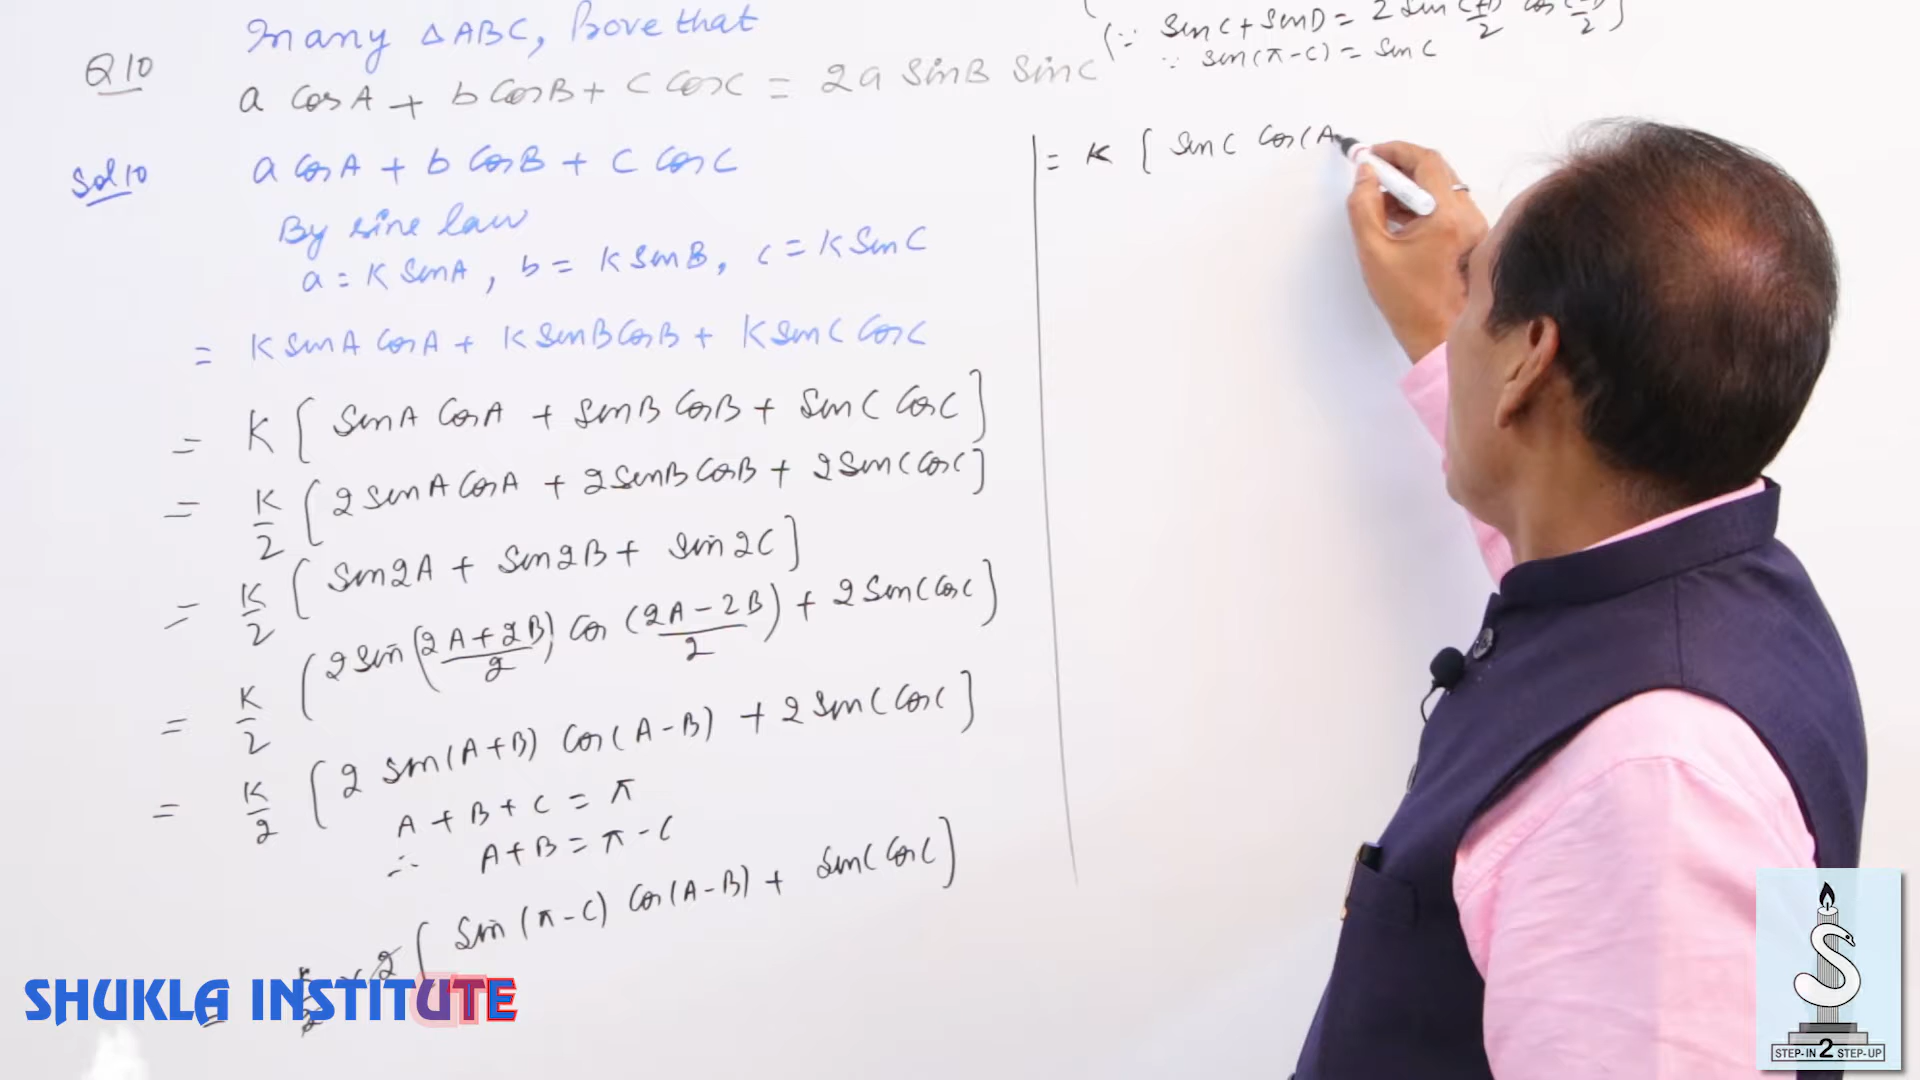 Q10
In any △ABC, Prove that
a cosA + b cosB + c cosC = 2a sinB sinC
Sol10
a cosA + b cosB + c cosC
By sine law
a = K sinA, b = K sinB, c = K sinC
= K sinA cosA + K sinB cosB + K sinC cosC
= K [ sinA cosA + sinB cosB + sinC cosC ]
= K/2 [ 2 sinA cosA + 2 sinB cosB + 2 sinC cosC ]
= K/2 [ sin2A + sin2B + sin2C ]
= K/2 [ 2 sin (2A+2B)/2 cos (2A-2B)/2 + 2 sinC cosC ]
= K/2 [ 2 sin(A+B) cos(A-B) + 2 sinC cosC ]
A + B + C = π
∴ A+B = π - C
= K/2 × 2 [ sin(π-C) cos(A-B) + sinC cosC ]
(∵ sinC + sinD = 2 sin (C+D)/2 cos (C-D)/2)
∵ sin(π-C) = sinC
= K [ sinC cos(A
SHUKLA INSTITUTE
S
STEP-IN 2 STEP-UP